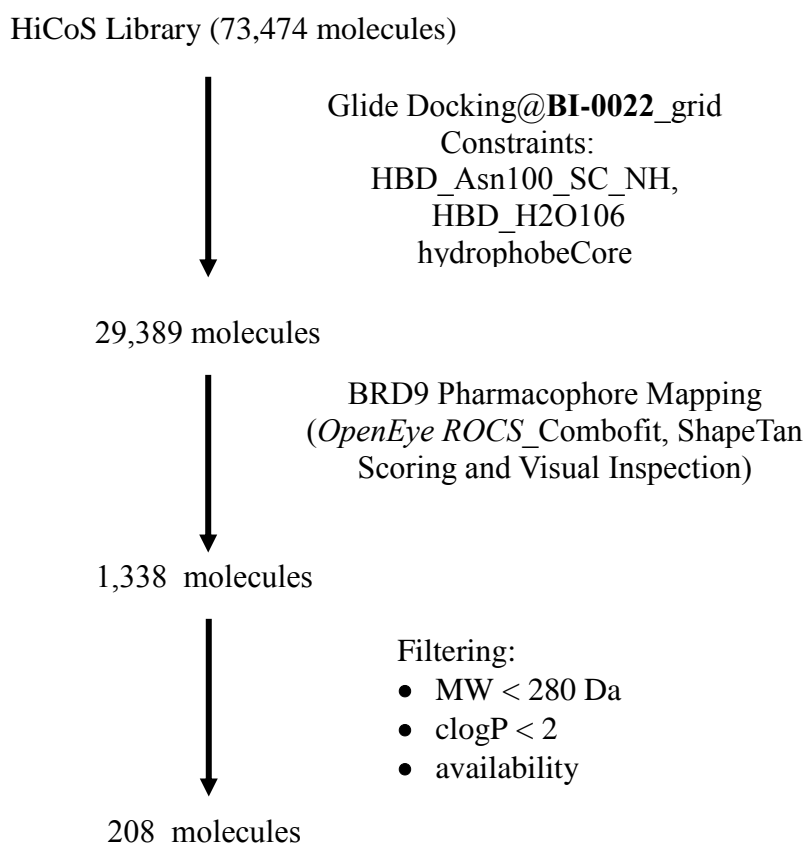 HiCoS Library (73,474 molecules)
Glide Docking@BI-0022_grid
Constraints:
HBD_Asn100_SC_NH,
HBD_H2O106
hydrophobeCore
29,389 molecules
BRD9 Pharmacophore Mapping
(OpenEye ROCS_Combofit, ShapeTan
Scoring and Visual Inspection)
1,338 molecules
Filtering:
• MW < 280 Da
• clogP < 2
• availability
208 molecules